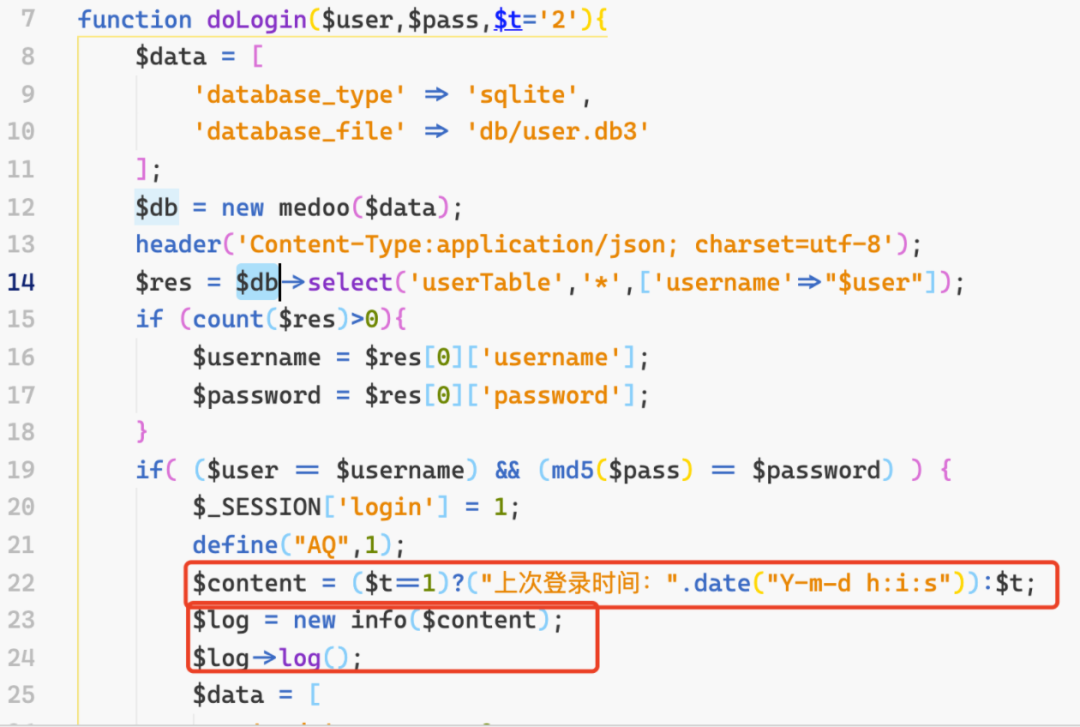 7 function doLogin($user,$pass,$t='2'){
8 $data = [
9 'database_type' => 'sqlite',
10 'database_file' => 'db/user.db3'
11 ];
12 $db = new medoo($data);
13 header('Content-Type:application/json; charset=utf-8');
14 $res = $db->select('userTable','*',['username'=>"$user"]);
15 if (count($res)>0){
16 $username = $res[0]['username'];
17 $password = $res[0]['password'];
18 }
19 if( ($user == $username) && (md5($pass) == $password) ) {
20 $_SESSION['login'] = 1;
21 define("AQ",1);
22 $content = ($t==1)?("上次登录时间：".date("Y-m-d h:i:s")):$t;
23 $log = new info($content);
24 $log->log();
25 $data = [